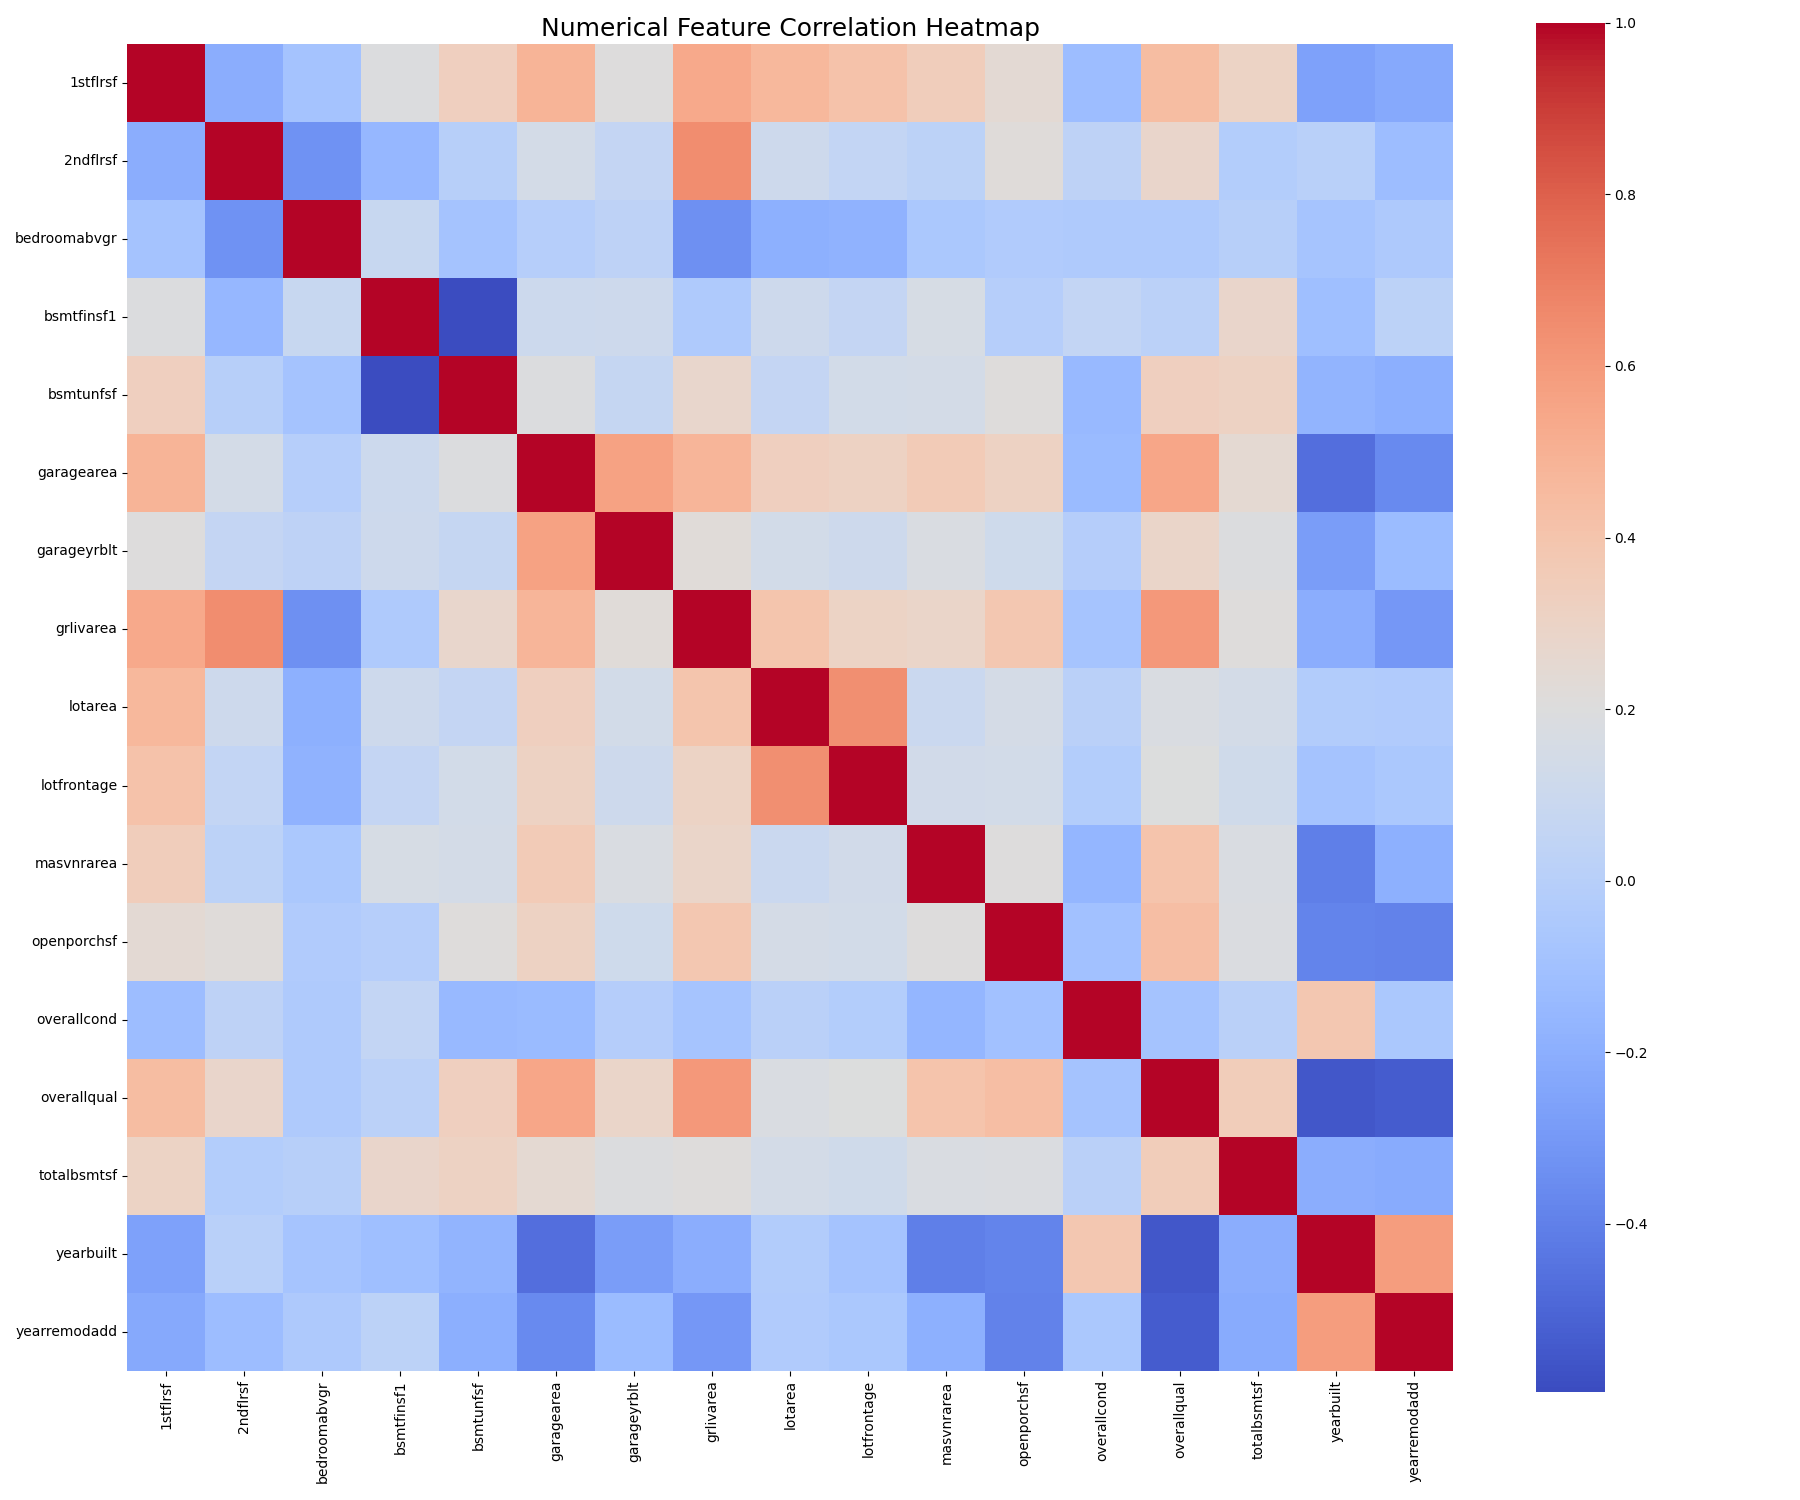 Numerical Feature Correlation Heatmap
1stflrsf
2ndflrsf
bedroomabvgr
bsmtfinsf1
bsmtunfsf
garagearea
garageyrblt
grlivarea
lotarea
lotfrontage
masvnrarea
openporchsf
overallcond
overallqual
totalbsmtsf
yearbuilt
yearremodadd
1stflrsf
2ndflrsf
bedroomabvgr
bsmtfinsf1
bsmtunfsf
garagearea
garageyrblt
grlivarea
lotarea
lotfrontage
masvnrarea
openporchsf
overallcond
overallqual
totalbsmtsf
yearbuilt
yearremodadd
1.0
0.8
0.6
0.4
0.2
0.0
−0.2
−0.4